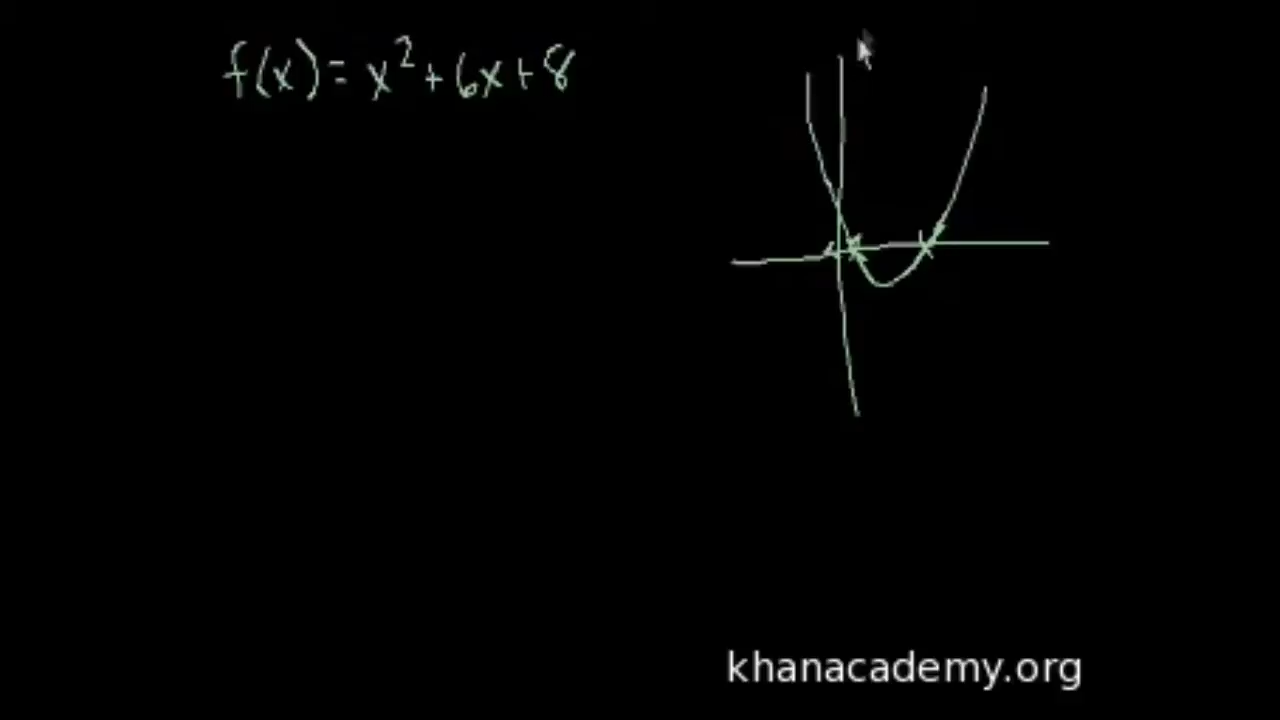 f(x) = x² + 6x + 8
khanacademy.org